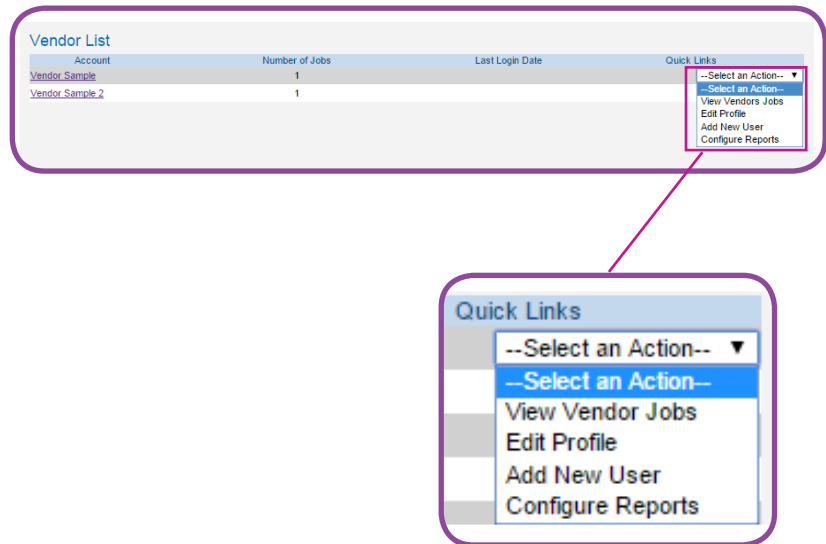 Vendor List
Account Number of Jobs Last Login Date Quick Links
Vendor Sample 1 --Select an Action-- ▼
--Select an Action--
Vendor Sample 2 1 View Vendors Jobs
Edit Profile
Add New User
Configure Reports
Quick Links
--Select an Action-- ▼
--Select an Action--
View Vendor Jobs
Edit Profile
Add New User
Configure Reports